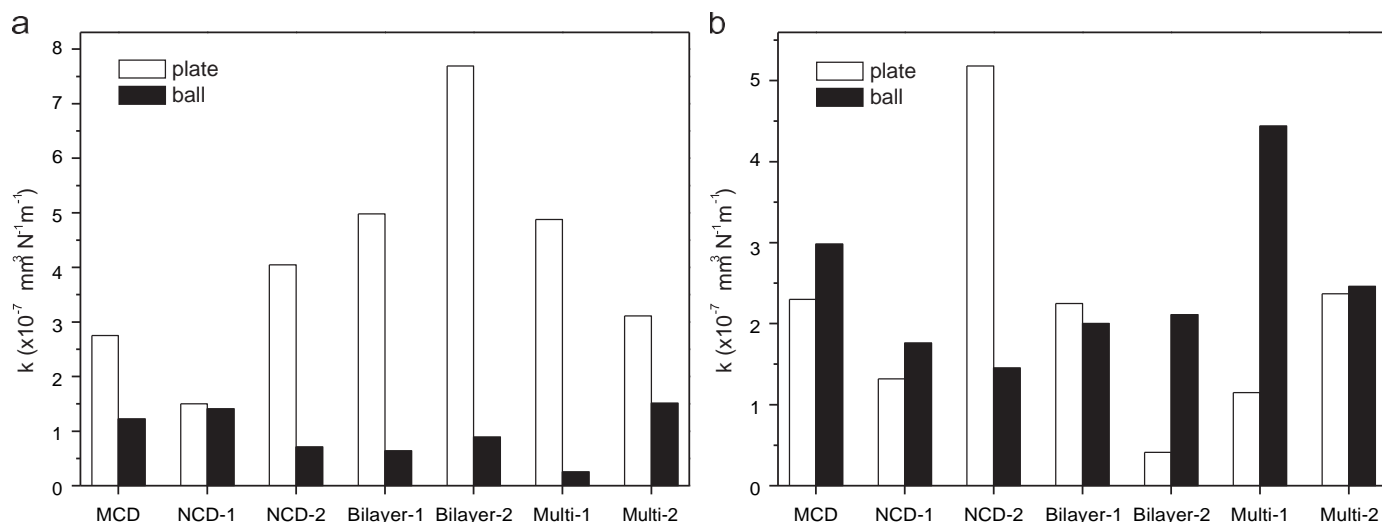 a
8
7
6
5
4
3
2
1
0
k (x10-7 mm3 N-1m-1)
plate
ball
MCD NCD-1 NCD-2 Bilayer-1 Bilayer-2 Multi-1 Multi-2
b
5
4
3
2
1
0
k (x10-7 mm3 N-1m-1)
plate
ball
MCD NCD-1 NCD-2 Bilayer-1 Bilayer-2 Multi-1 Multi-2